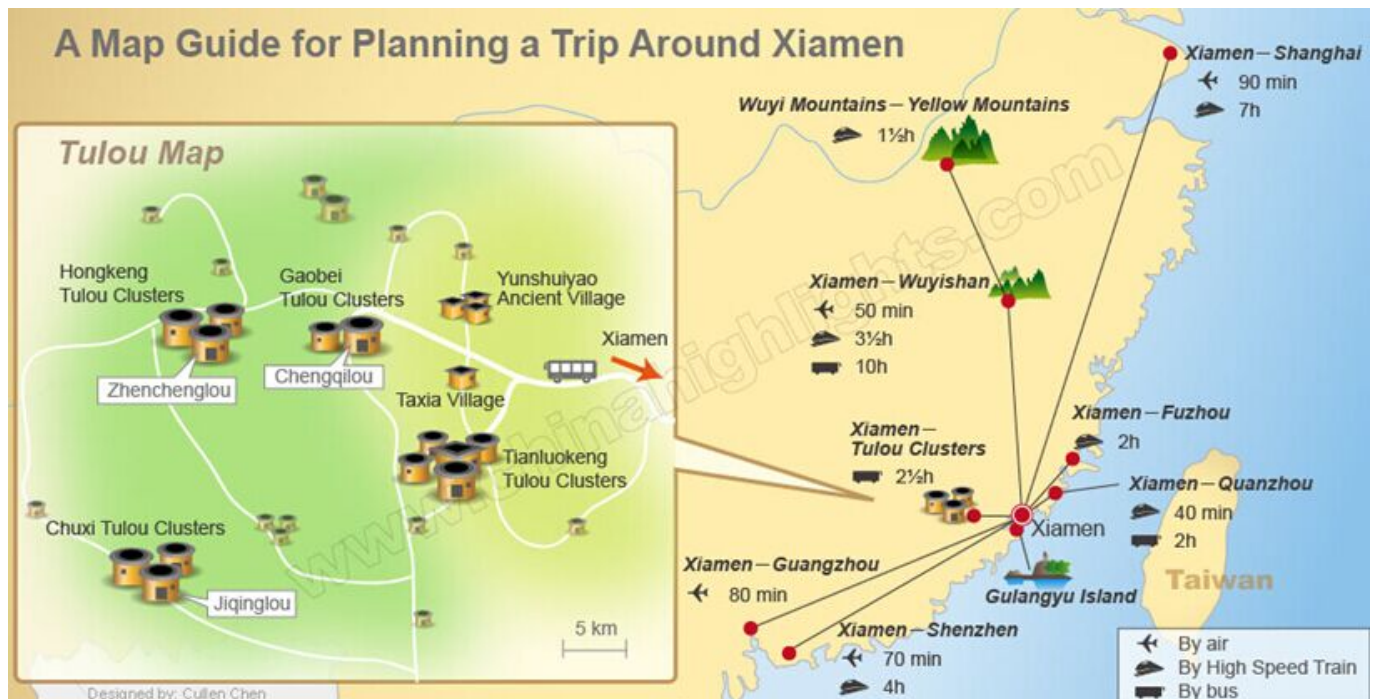 A Map Guide for Planning a Trip Around Xiamen
Tulou Map
Hongkeng
Tulou Clusters
Gaobei
Tulou Clusters
Yunshuiyao
Ancient Village
Xiamen
Zhenchenglou
Chengqilou
Taxia Village
Tianluokeng
Tulou Clusters
Chuxi Tulou Clusters
Jiqinglou
5 km
Designed by: Cullen Chen
www.chinahighlights.com
Xiamen—Shanghai
90 min
7h
Wuyi Mountains—Yellow Mountains
1½h
Xiamen—Wuyishan
50 min
3½h
10h
Xiamen—Fuzhou
2h
Xiamen—
Tulou Clusters
2½h
Xiamen—Quanzhou
40 min
2h
Xiamen
Gulangyu Island
Taiwan
Xiamen—Guangzhou
80 min
Xiamen—Shenzhen
70 min
4h
By air
By High Speed Train
By bus